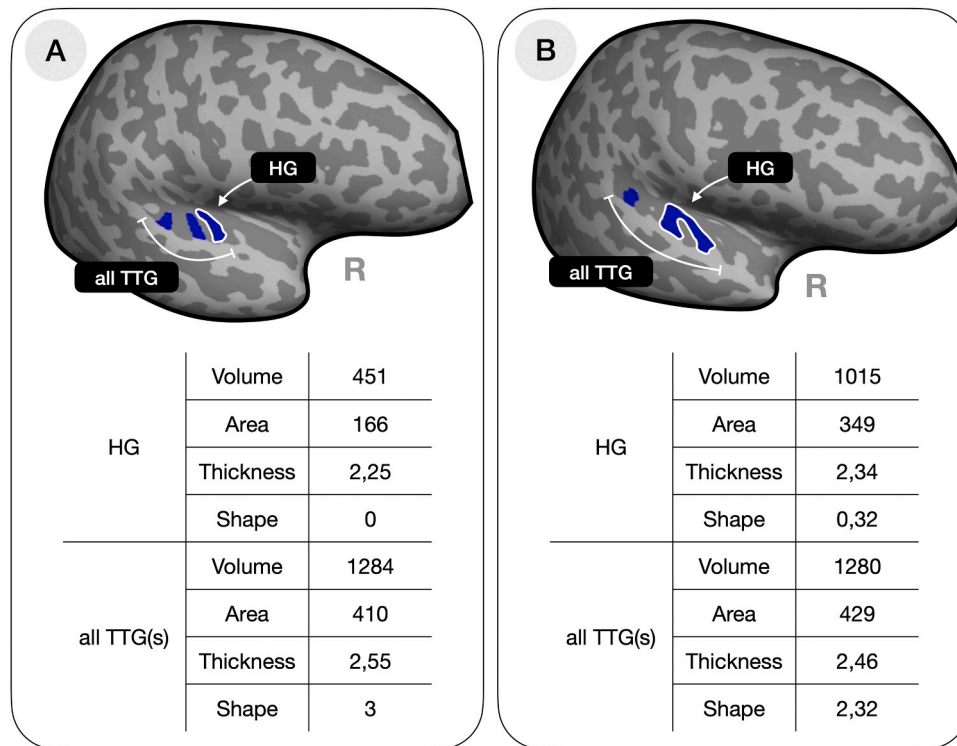 A
HG
all TTG
R
HG
Volume 451
Area 166
Thickness 2,25
Shape 0
all TTG(s)
Volume 1284
Area 410
Thickness 2,55
Shape 3
B
HG
all TTG
R
HG
Volume 1015
Area 349
Thickness 2,34
Shape 0,32
all TTG(s)
Volume 1280
Area 429
Thickness 2,46
Shape 2,32